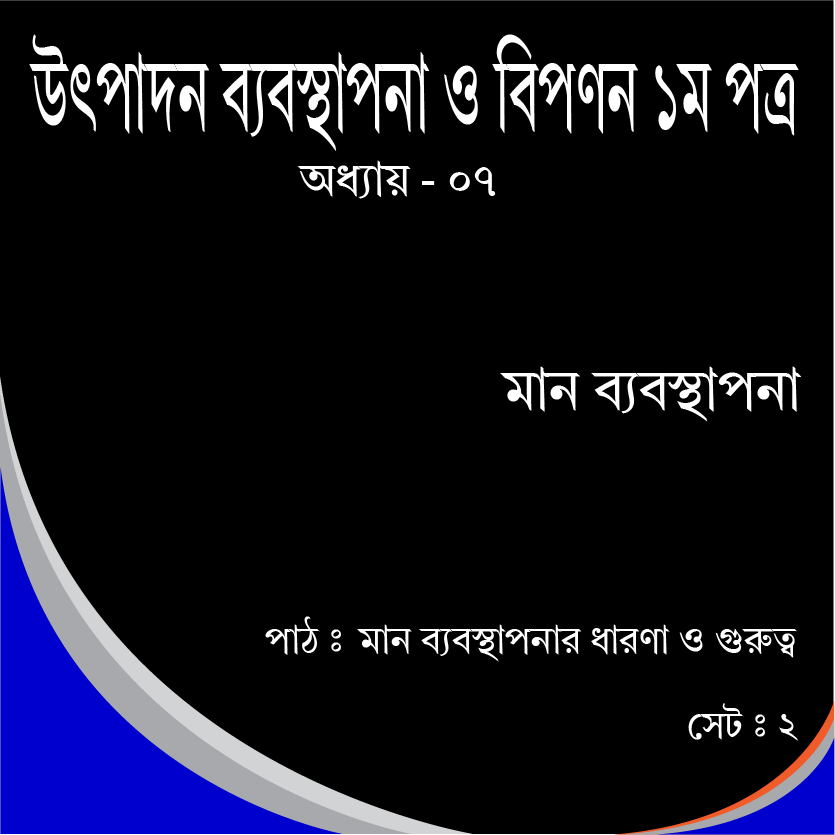 উৎপাদন ব্যবস্থাপনা ও বিপণন ১ম পত্র
অধ্যায় - ০৭
মান ব্যবস্থাপনা
পাঠ ঃ মান ব্যবস্থাপনার ধারণা ও গুরুত্ব
সেট ঃ ২